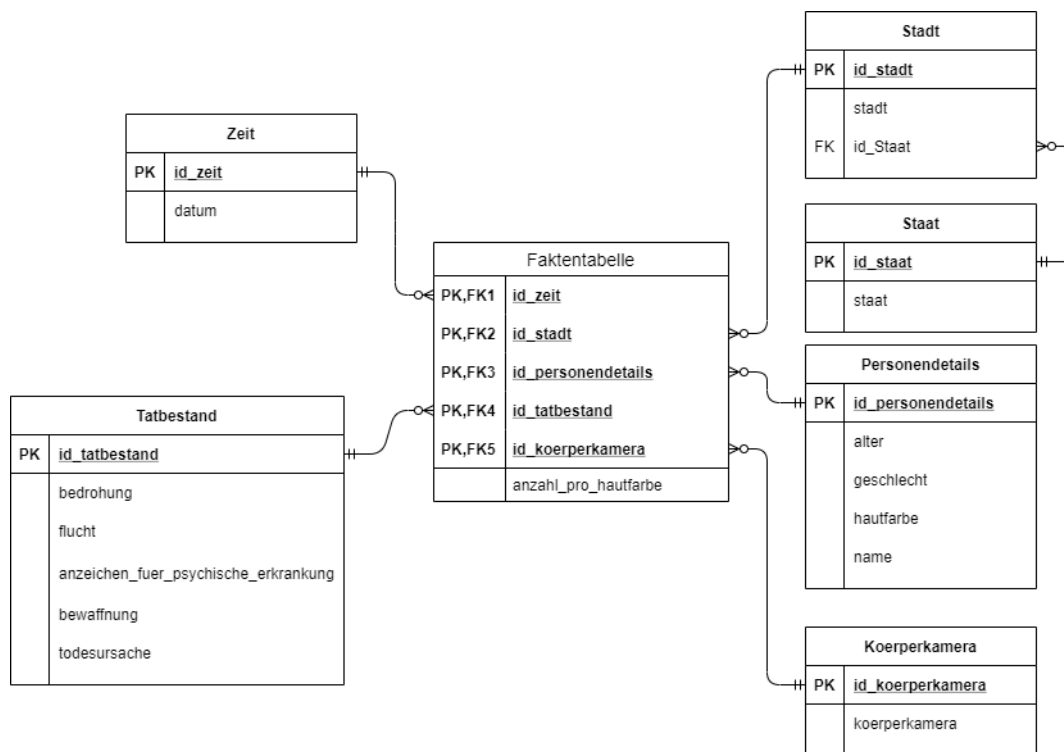 Stadt
PK id_stadt
stadt
FK id_Staat
Zeit
PK id_zeit
datum
Staat
PK id_staat
staat
Faktentabelle
PK,FK1 id_zeit
PK,FK2 id_stadt
PK,FK3 id_personendetails
PK,FK4 id_tatbestand
PK,FK5 id_koerperkamera
anzahl_pro_hautfarbe
Personendetails
PK id_personendetails
alter
geschlecht
hautfarbe
name
Tatbestand
PK id_tatbestand
bedrohung
flucht
anzeichen_fuer_psychische_erkrankung
bewaffnung
todesursache
Koerperkamera
PK id_koerperkamera
koerperkamera